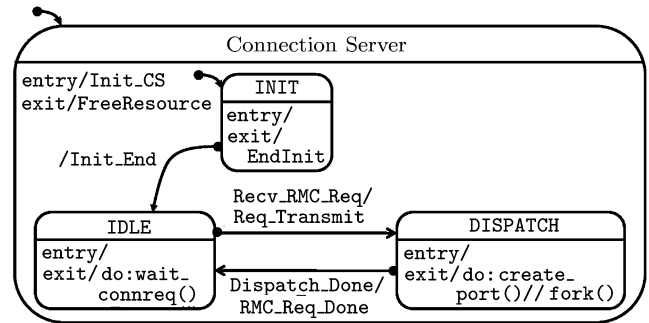 Connection Server
entry/Init_CS
exit/FreeResource
INIT
entry/
exit/
EndInit
/Init_End
Recv_RMC_Req/
Req_Transmit
IDLE
entry/
exit/do:wait_
connreq()
DISPATCH
entry/
exit/do:create_
port()//fork()
Dispatch_Done/
RMC_Req_Done